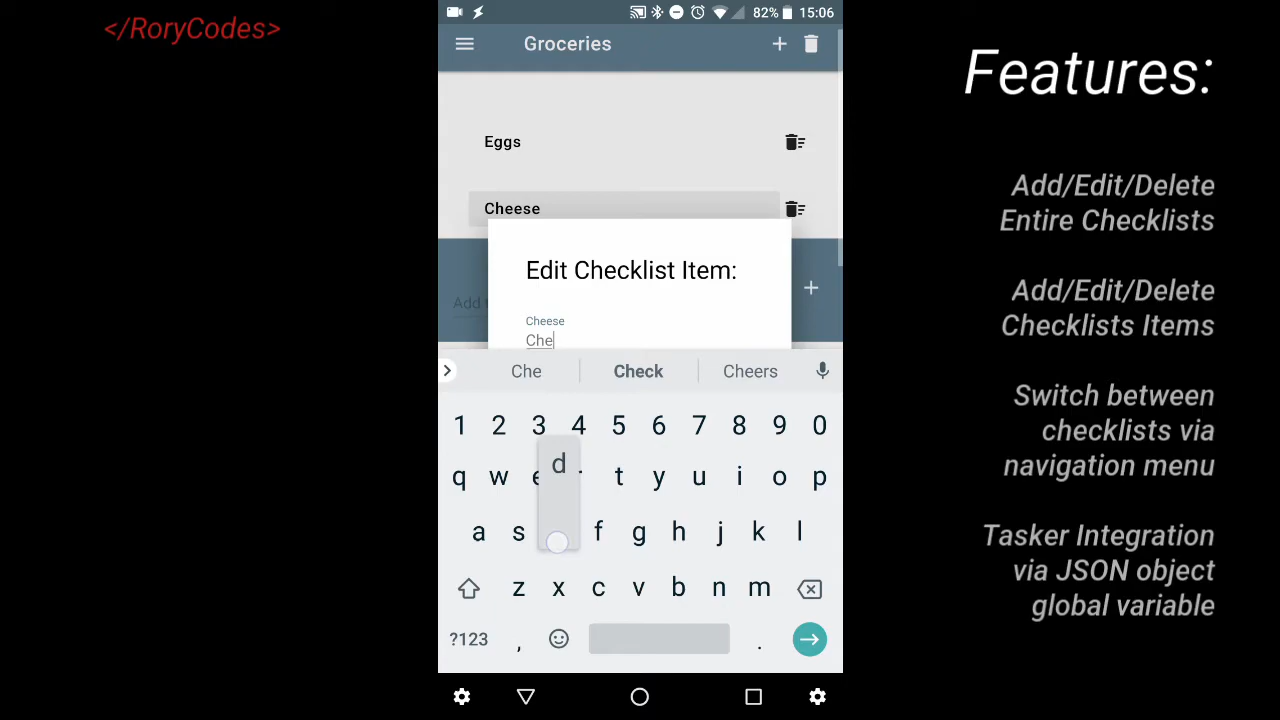 </RoryCodes>
82% 15:06
Groceries
Eggs
Cheese
Edit Checklist Item:
Add
Cheese
Che
Che Check Cheers
1 2 3 4 5 6 7 8 9 0
q w e t y u i o p
d
a s f g h j k l
z x c v b n m
?123 , .
Features:
Add/Edit/Delete
Entire Checklists
Add/Edit/Delete
Checklists Items
Switch between
checklists via
navigation menu
Tasker Integration
via JSON object
global variable